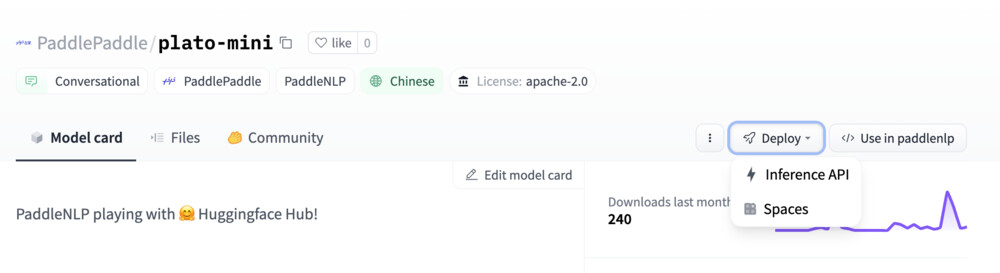 PaddlePaddle/plato-mini like 0
Conversational PaddlePaddle PaddleNLP Chinese License: apache-2.0
Model card Files Community Deploy Use in paddlenlp
Edit model card
Inference API
Spaces
PaddleNLP playing with 🤗 Huggingface Hub!
Downloads last month
240